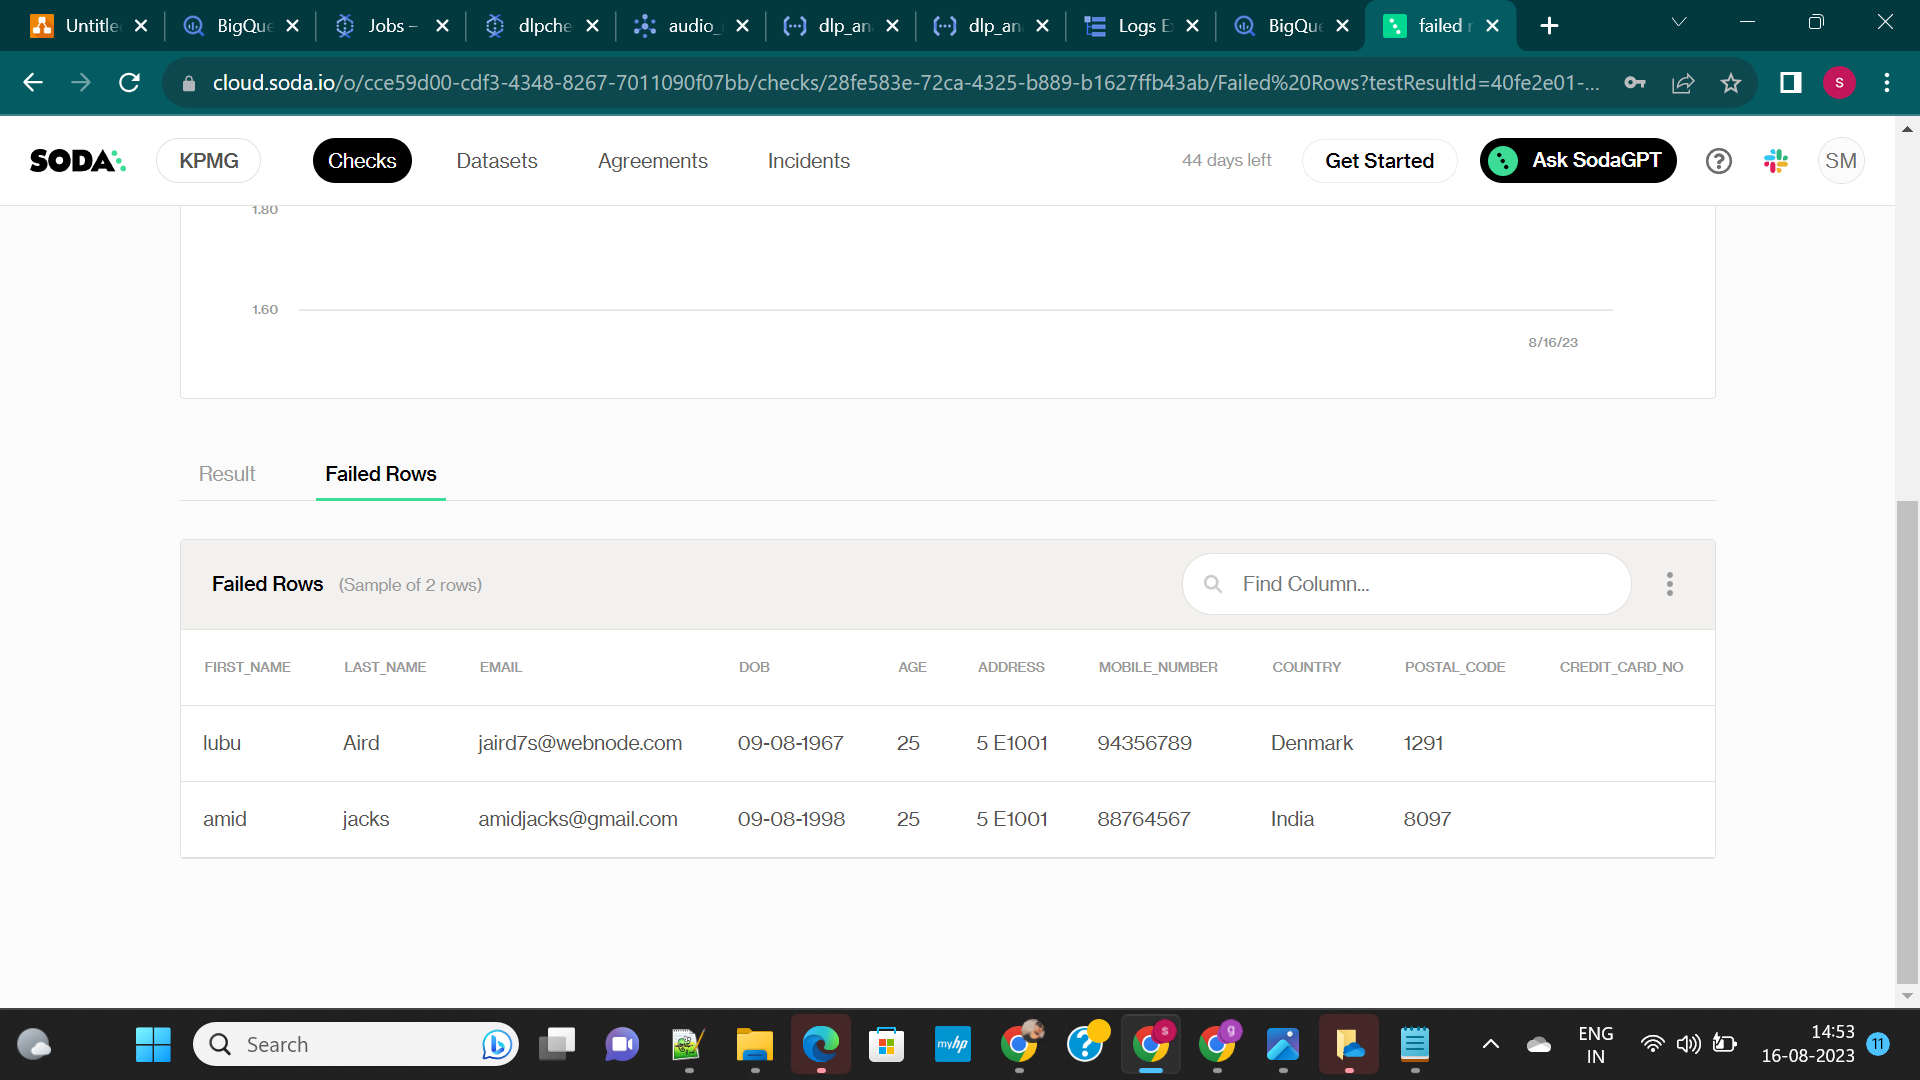 Untitle
BigQue
Jobs –
dlpche
audio_
dlp_an
dlp_an
Logs E
BigQue
failed r
cloud.soda.io/o/cce59d00-cdf3-4348-8267-7011090f07bb/checks/28fe583e-72ca-4325-b889-b1627ffb43ab/Failed%20Rows?testResultId=40fe2e01-...
S
SODA
KPMG
Checks
Datasets
Agreements
Incidents
44 days left
Get Started
Ask SodaGPT
SM
1.80
1.60
8/16/23
Result
Failed Rows
Failed Rows (Sample of 2 rows)
Find Column...
FIRST_NAME LAST_NAME EMAIL DOB AGE ADDRESS MOBILE_NUMBER COUNTRY POSTAL_CODE CREDIT_CARD_NO
lubu Aird jaird7s@webnode.com 09-08-1967 25 5 E1001 94356789 Denmark 1291
amid jacks amidjacks@gmail.com 09-08-1998 25 5 E1001 88764567 India 8097
Search
myhp
s
g
ENG
IN
14:53
16-08-2023
11